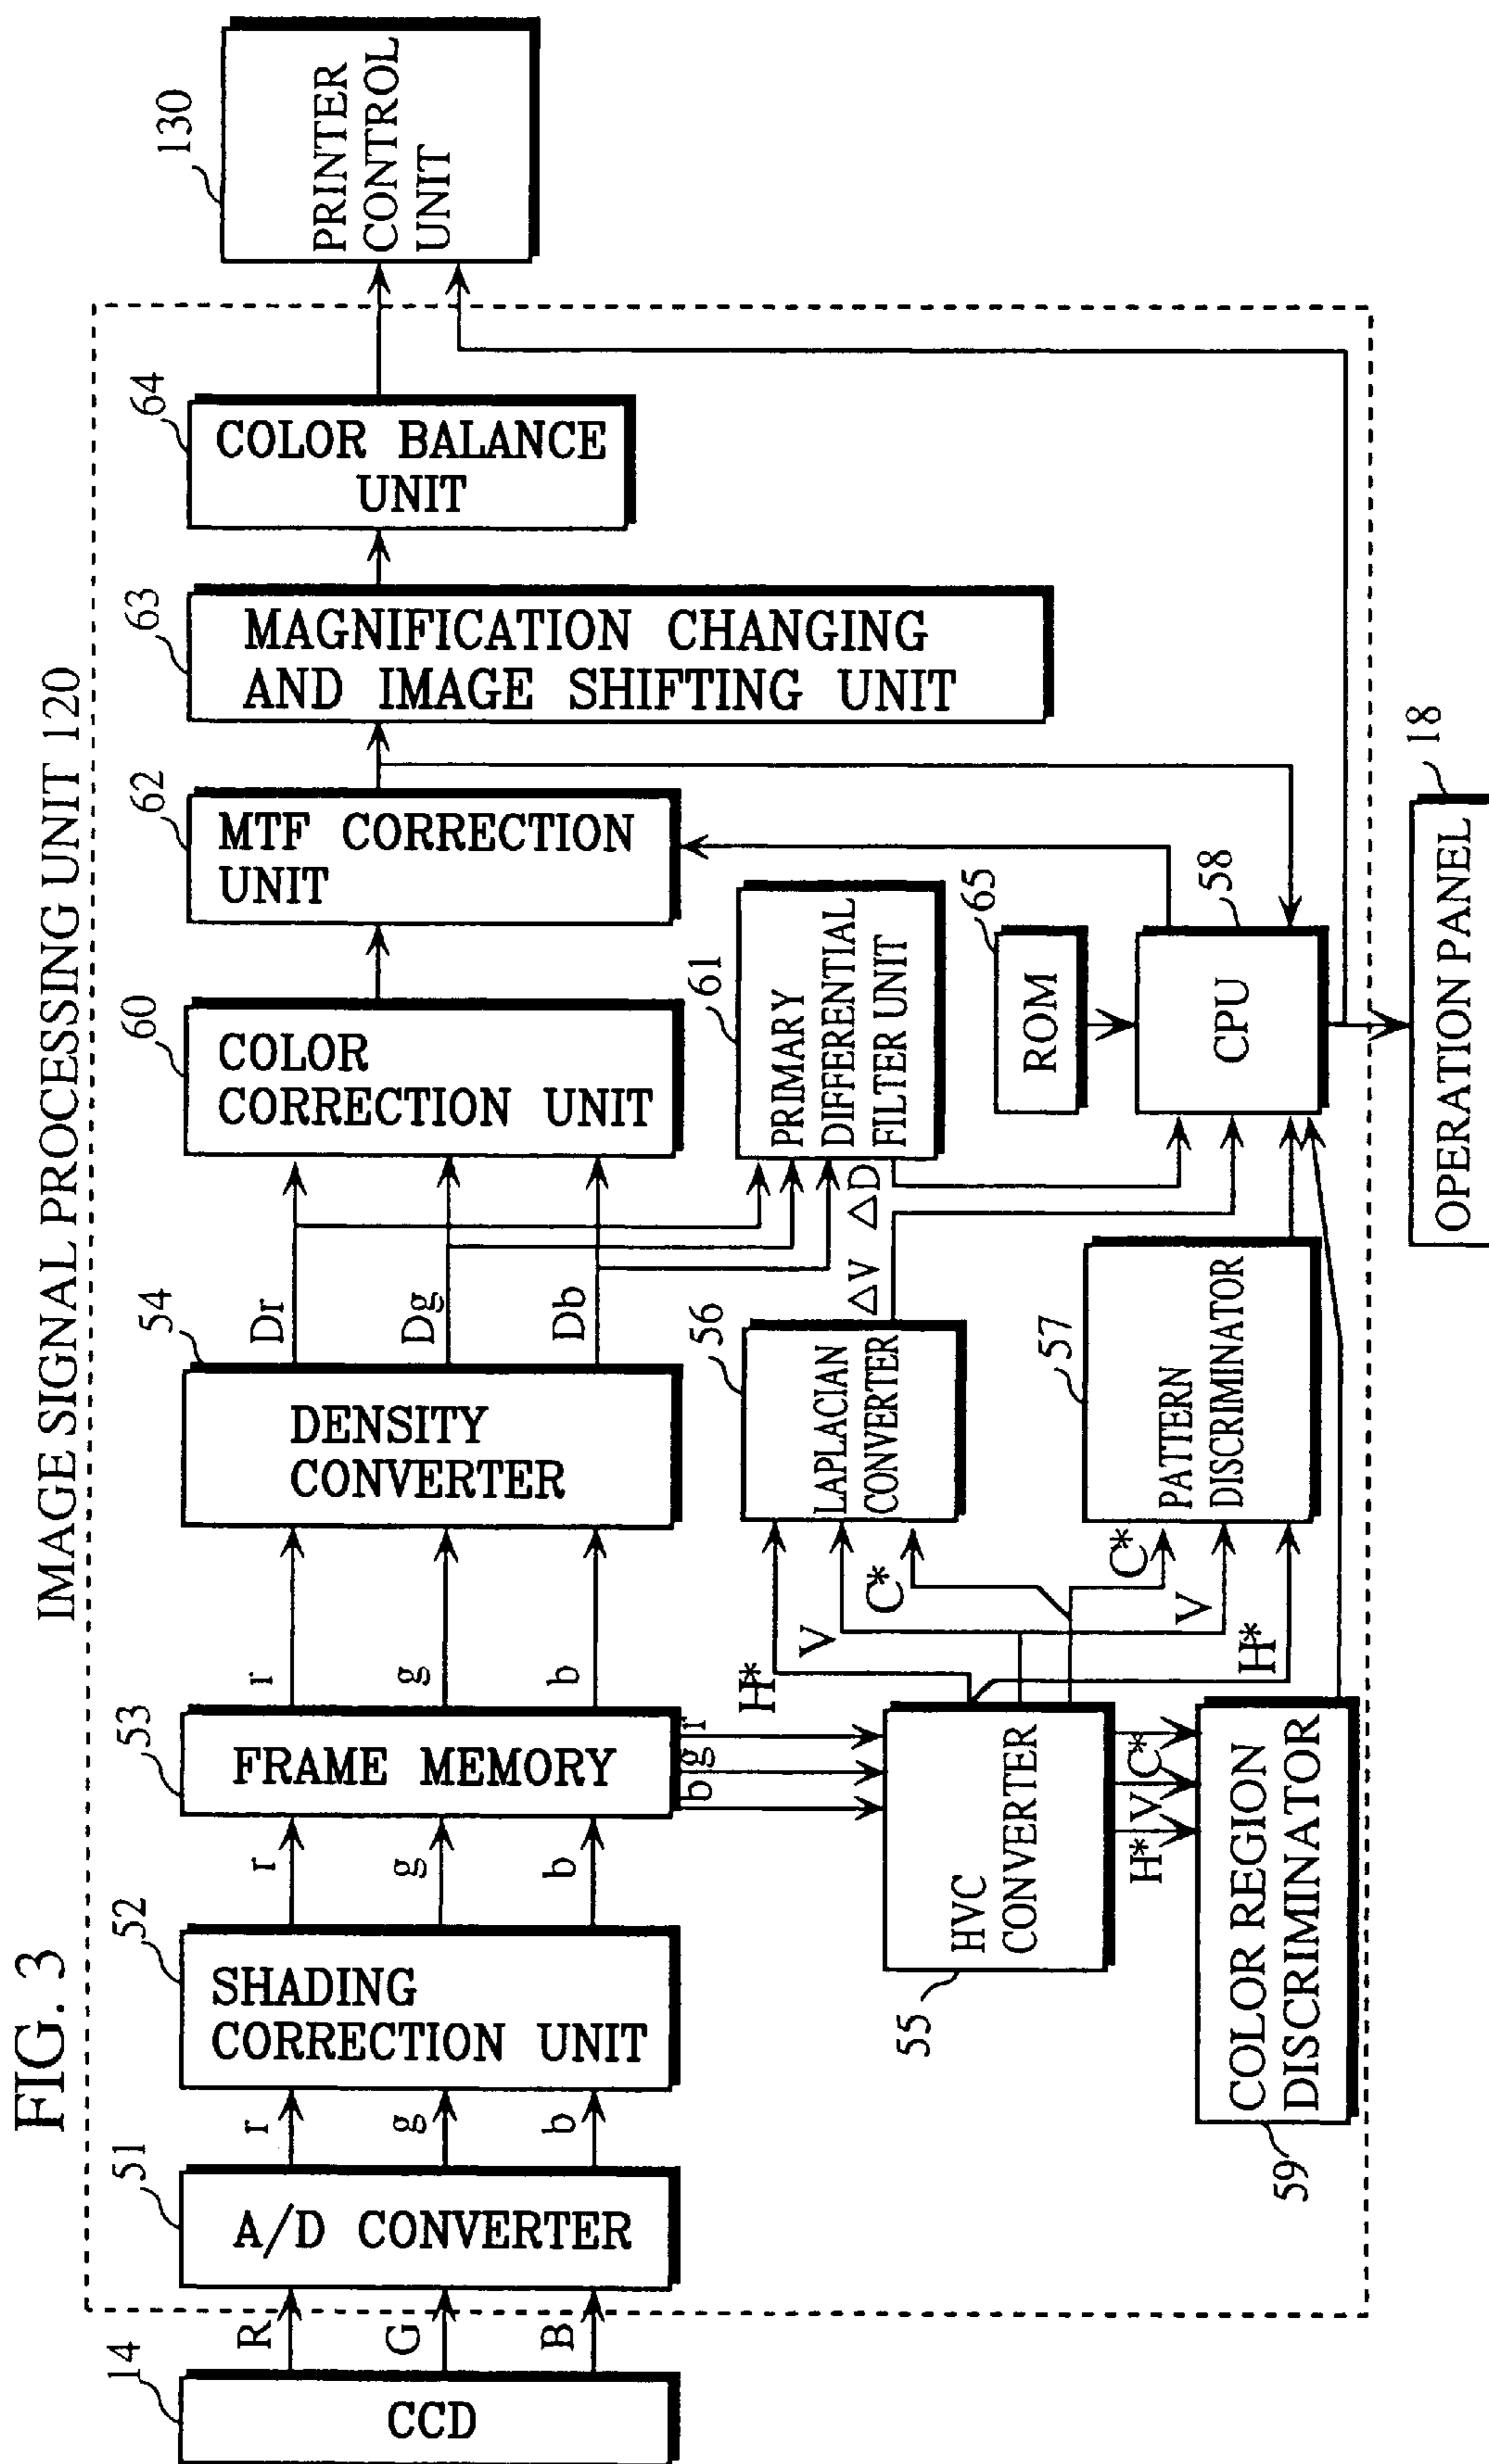 FIG. 3
IMAGE SIGNAL PROCESSING UNIT 120
14
CCD
R
G
B
51
A/D CONVERTER
r
g
b
52
SHADING
CORRECTION UNIT
r
g
b
53
FRAME MEMORY
r
g
b
54
DENSITY
CONVERTER
Dr
Dg
Db
60
COLOR
CORRECTION UNIT
62
MTF CORRECTION
UNIT
63
MAGNIFICATION CHANGING
AND IMAGE SHIFTING UNIT
64
COLOR BALANCE
UNIT
130
PRINTER
CONTROL
UNIT
b g r
55
HVC
CONVERTER
H*
V
C*
56
LAPLACIAN
CONVERTER
ΔV
ΔD
61
PRIMARY
DIFFERENTIAL
FILTER UNIT
65
ROM
58
CPU
C*
V
H*
57
PATTERN
DISCRIMINATOR
H* V C*
59
COLOR REGION
DISCRIMINATOR
18
OPERATION PANEL